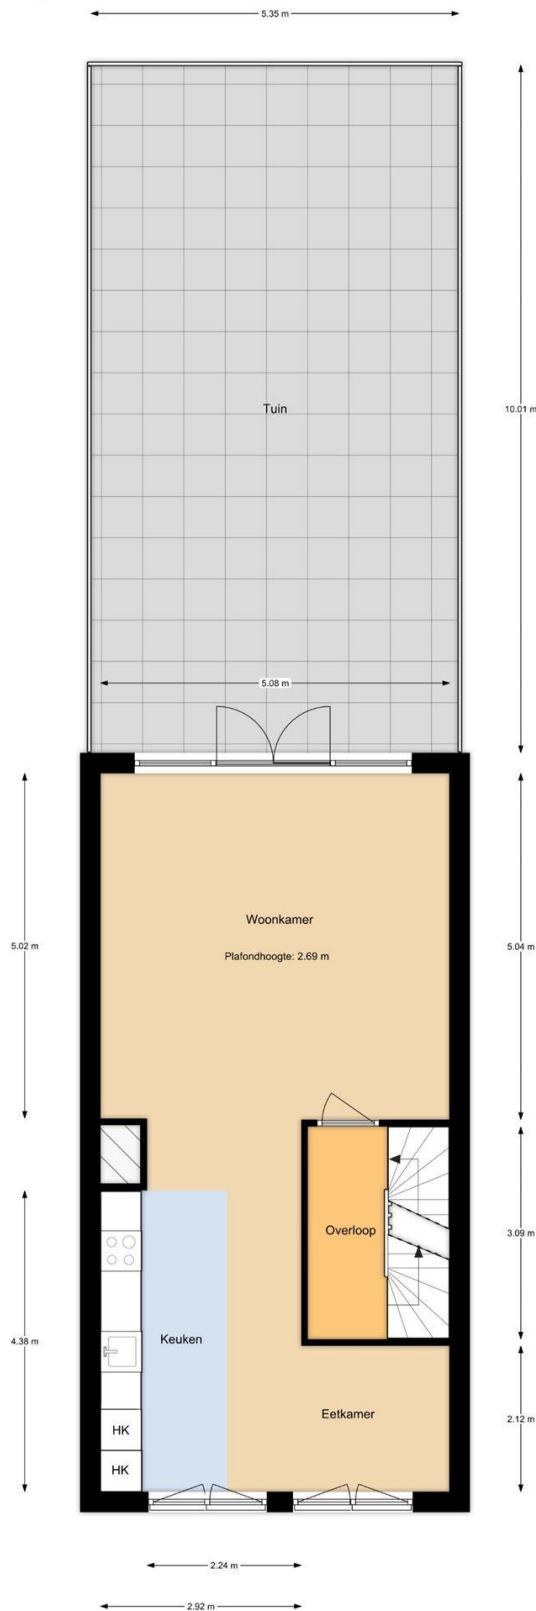 5.35 m
10.01 m
Tuin
5.08 m
5.02 m
Woonkamer
Plafondhoogte: 2.69 m
5.04 m
Overloop
3.09 m
4.38 m
Keuken
Eetkamer
2.12 m
HK
HK
2.24 m
2.92 m